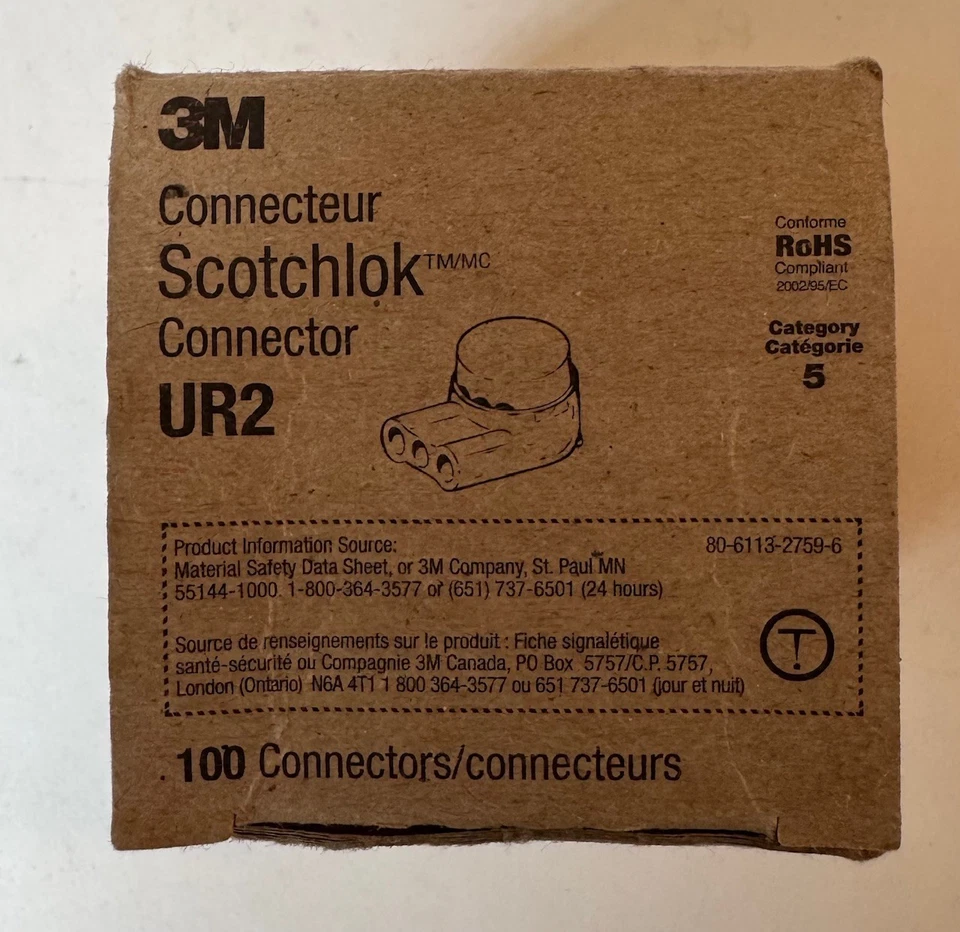 3M
Connecteur
Scotchlok™/MC
Connector
UR2
Conforme
RoHS
Compliant
2002/95/EC
Category
Catégorie
5
Product Information Source:
80-6113-2759-6
Material Safety Data Sheet, or 3M Company, St. Paul MN
55144-1000. 1-800-364-3577 or (651) 737-6501 (24 hours)
Source de renseignements sur le produit : Fiche signalétique
santé-sécurité ou Compagnie 3M Canada, PO Box 5757/C.P. 5757,
London (Ontario) N6A 4T1 1 800 364-3577 ou 651 737-6501 (jour et nuit)
T
100 Connectors/connecteurs